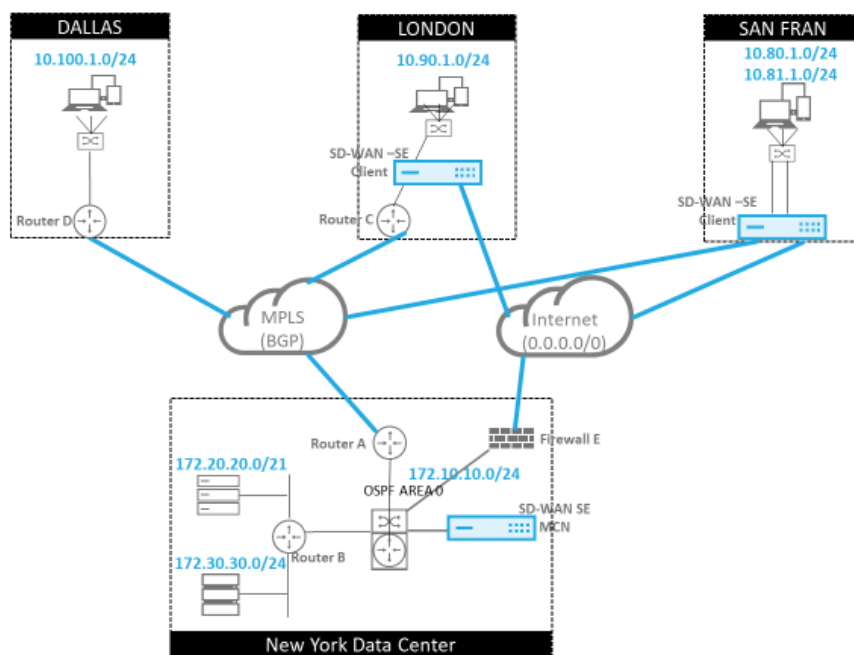 DALLAS
10.100.1.0/24
Router D
LONDON
10.90.1.0/24
SD-WAN –SE
Client
Router C
SAN FRAN
10.80.1.0/24
10.81.1.0/24
SD-WAN –SE
Client
MPLS
(BGP)
Internet
(0.0.0.0/0)
Router A
Firewall E
172.20.20.0/21
172.10.10.0/24
OSPF AREA 0
SD-WAN SE
MCN
Router B
172.30.30.0/24
New York Data Center